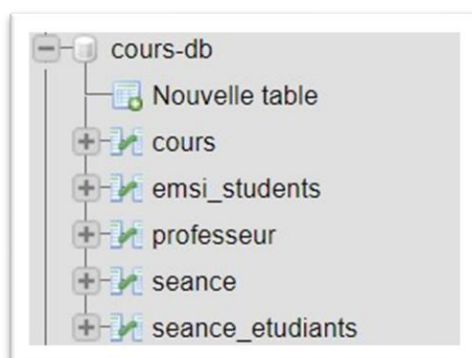 cours-db
Nouvelle table
cours
emsi_students
professeur
seance
seance_etudiants